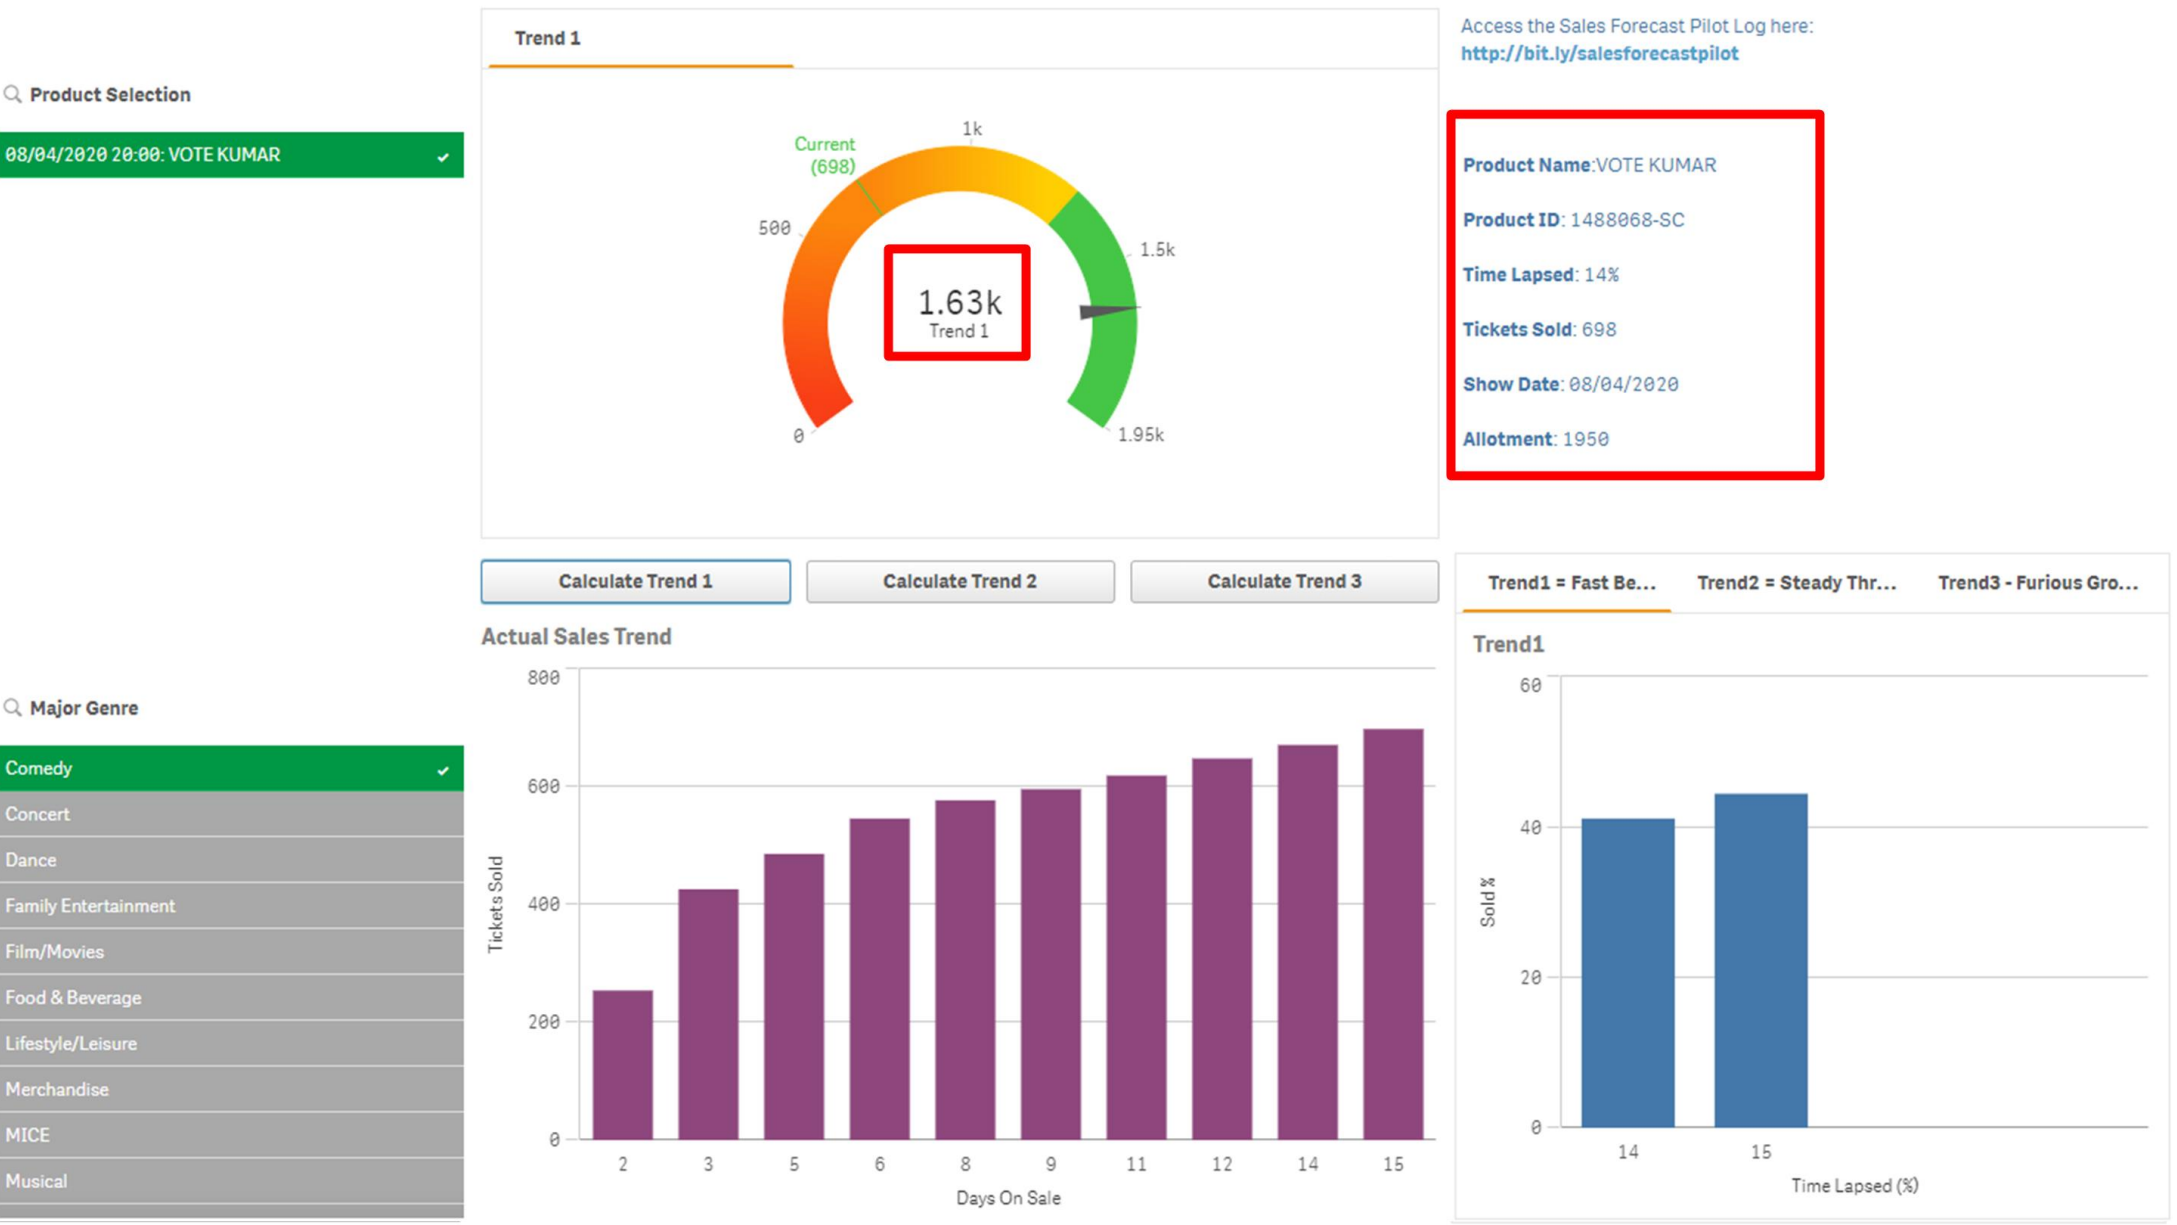 Product Selection
08/04/2020 20:00: VOTE KUMAR
Major Genre
Comedy
Concert
Dance
Family Entertainment
Film/Movies
Food & Beverage
Lifestyle/Leisure
Merchandise
MICE
Musical
Trend 1
1k
Current
(698)
500
1.5k
1.63k
Trend 1
0
1.95k
Access the Sales Forecast Pilot Log here:
http://bit.ly/salesforecastpilot
Product Name:VOTE KUMAR
Product ID: 1488068-SC
Time Lapsed: 14%
Tickets Sold: 698
Show Date: 08/04/2020
Allotment: 1950
Calculate Trend 1
Calculate Trend 2
Calculate Trend 3
Actual Sales Trend
800
600
400
200
0
Tickets Sold
2 3 5 6 8 9 11 12 14 15
Days On Sale
Trend1 = Fast Be... Trend2 = Steady Thr... Trend3 - Furious Gro...
Trend1
60
40
20
0
Sold %
14 15
Time Lapsed (%)